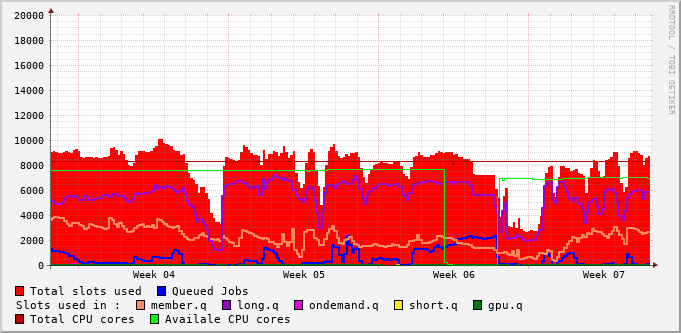 20000
18000
16000
14000
12000
10000
8000
6000
4000
2000
0
Week 04 Week 05 Week 06 Week 07
Total slots used Queued Jobs
Slots used in : member.q long.q ondemand.q short.q gpu.q
Total CPU cores Availale CPU cores
RRDTOOL / TOBI OETIKER